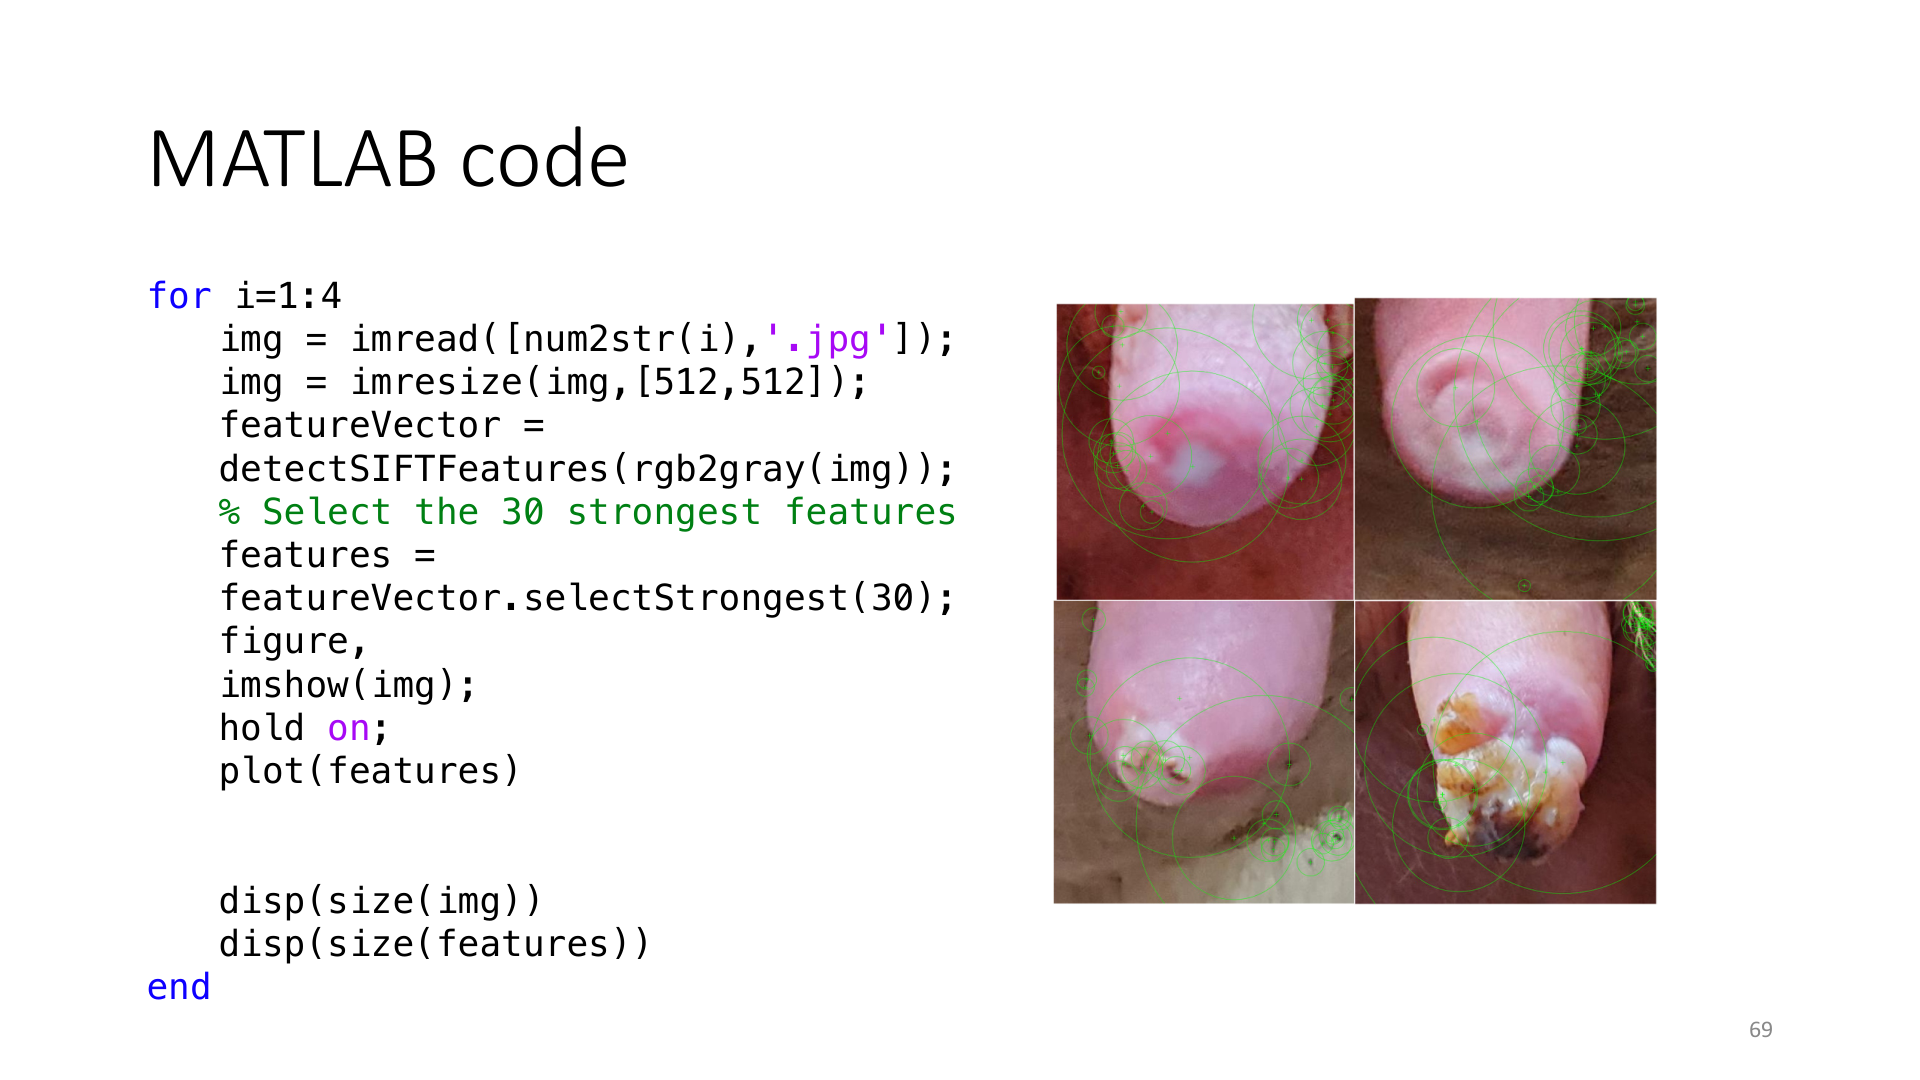 MATLAB code
for i=1:4
img = imread([num2str(i),'.jpg']);
img = imresize(img,[512,512]);
featureVector =
detectSIFTFeatures(rgb2gray(img));
% Select the 30 strongest features
features =
featureVector.selectStrongest(30);
figure,
imshow(img);
hold on;
plot(features)
disp(size(img))
disp(size(features))
end
69